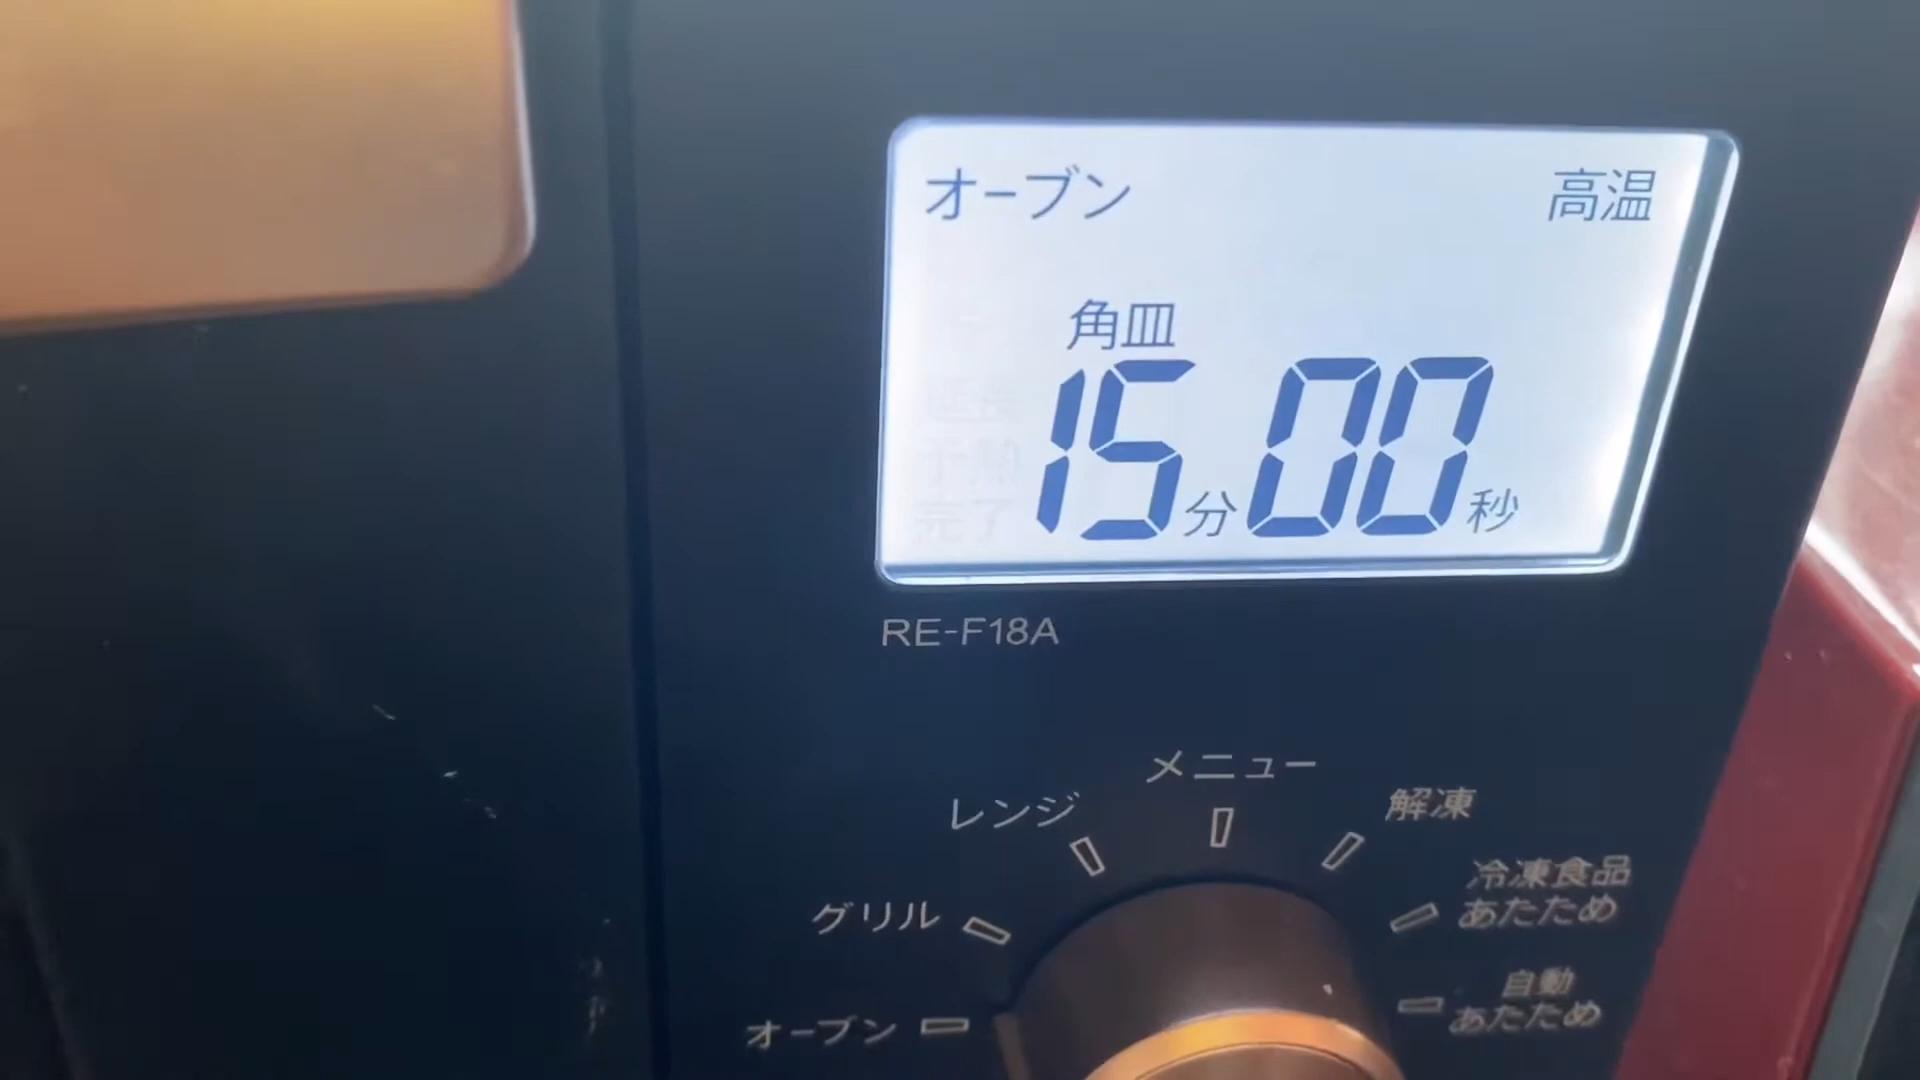 オーブン 高温
角皿
15分00秒
RE-F18A
メニュー
レンジ
解凍
グリル
冷凍食品
あたため
オーブン
自動
あたため